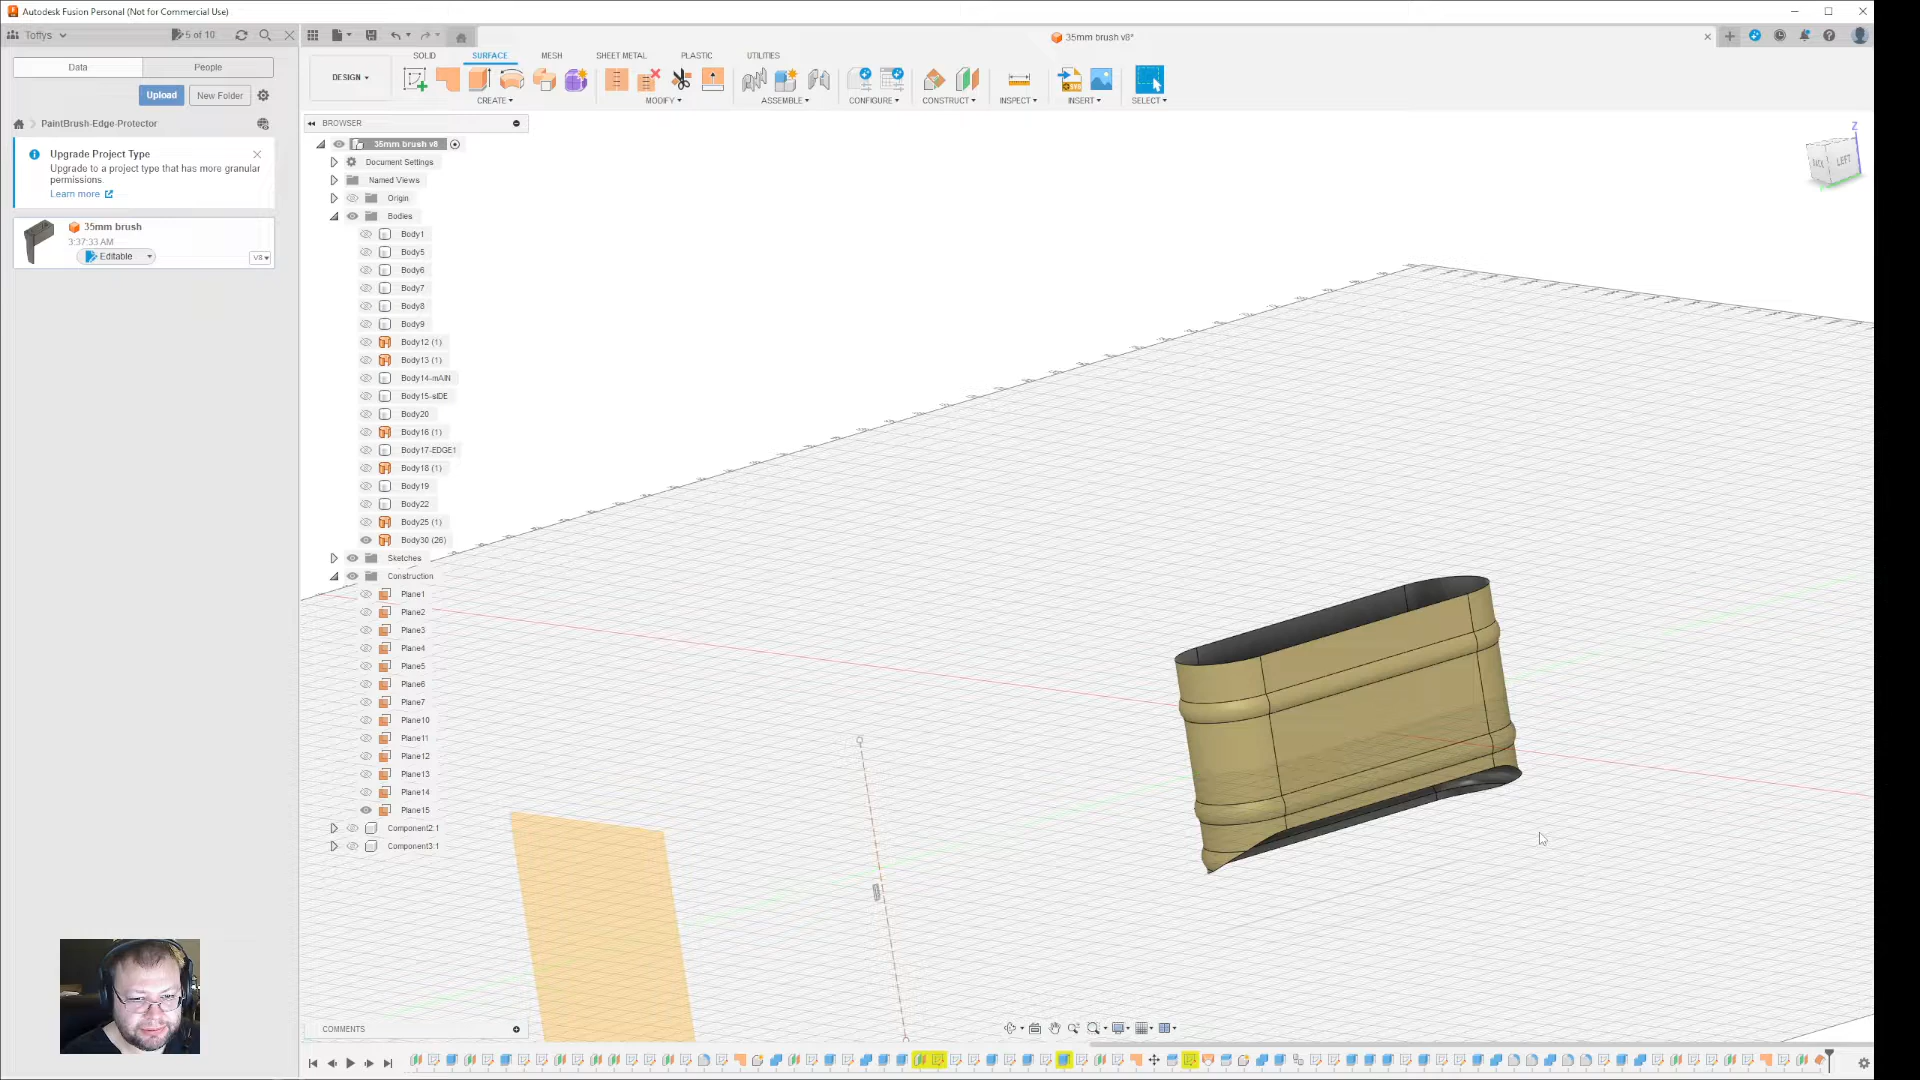 Autodesk Fusion Personal (Not for Commercial Use)
Toffys
5 of 10
35mm brush v8*
Data
People
Upload
New Folder
PaintBrush-Edge-Protector
Upgrade Project Type
Upgrade to a project type that has more granular
permissions.
Learn more
35mm brush
3:37:33 AM
Editable
V8
DESIGN
SOLID
SURFACE
MESH
SHEET METAL
PLASTIC
UTILITIES
CREATE
MODIFY
ASSEMBLE
CONFIGURE
CONSTRUCT
INSPECT
INSERT
SELECT
BROWSER
35mm brush v8
Document Settings
Named Views
Origin
Bodies
Body1
Body5
Body6
Body7
Body8
Body9
Body12 (1)
Body13 (1)
Body14-mAIN
Body15-sIDE
Body20
Body16 (1)
Body17-EDGE1
Body18 (1)
Body19
Body22
Body25 (1)
Body30 (26)
Sketches
Construction
Plane1
Plane2
Plane3
Plane4
Plane5
Plane6
Plane7
Plane10
Plane11
Plane12
Plane13
Plane14
Plane15
Component2:1
Component3:1
Z
LEFT
COMMENTS